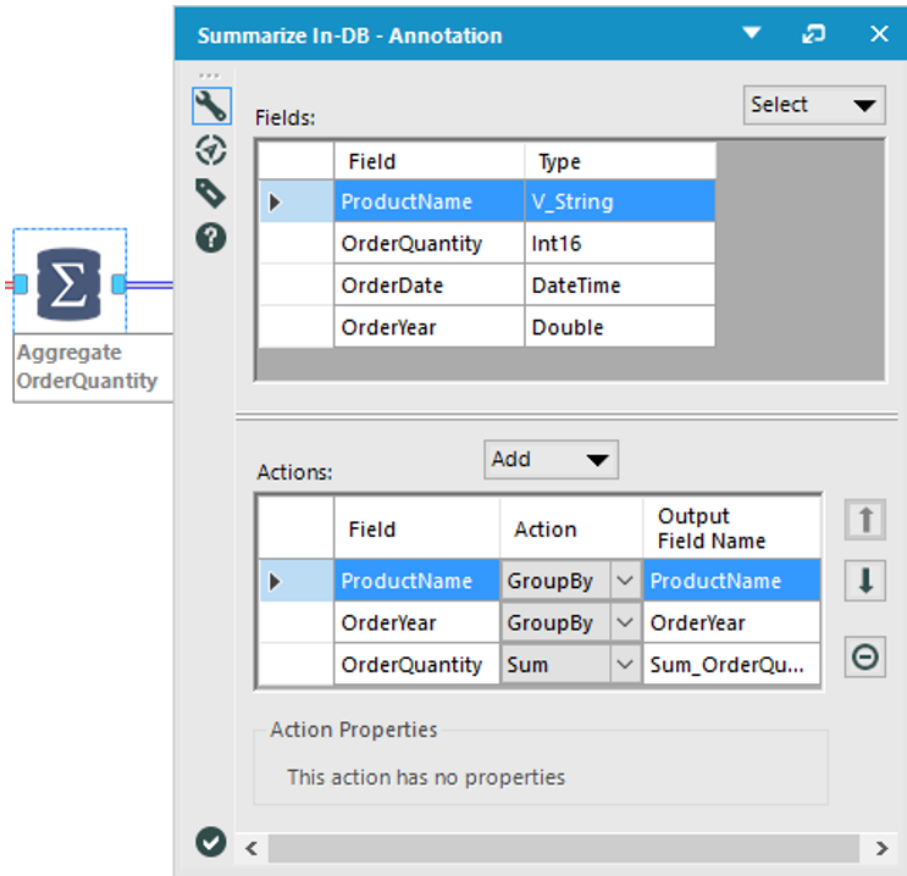 Summarize In-DB - Annotation
Select
Fields:
Field Type
ProductName V_String
OrderQuantity Int16
OrderDate DateTime
OrderYear Double
Σ
Aggregate
OrderQuantity
Add
Actions:
Field Action Output
Field Name
ProductName GroupBy ProductName
OrderYear GroupBy OrderYear
OrderQuantity Sum Sum_OrderQu...
Action Properties
This action has no properties